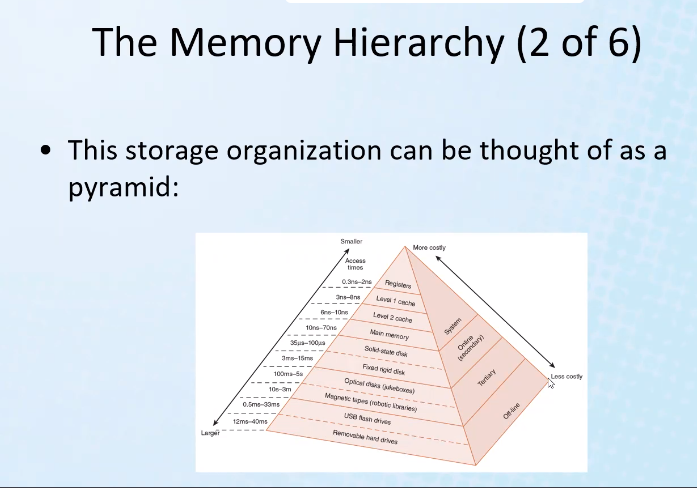 The Memory Hierarchy (2 of 6)
• This storage organization can be thought of as a
pyramid:
Smaller
More costly
Access
times
0.3ns–2ns
Registers
3ns–8ns
Level 1 cache
6ns–10ns
Level 2 cache
10ns–70ns
Main memory
35µs–100µs
Solid-state disk
3ms–15ms
Fixed rigid disk
100ms–5s
Optical disks (jukeboxes)
10s–3m
Magnetic tapes (robotic libraries)
0.5ms–33ms
USB flash drives
12ms–40ms
Removable hard drives
Larger
System
Online
(secondary)
Tertiary
Off-line
Less costly